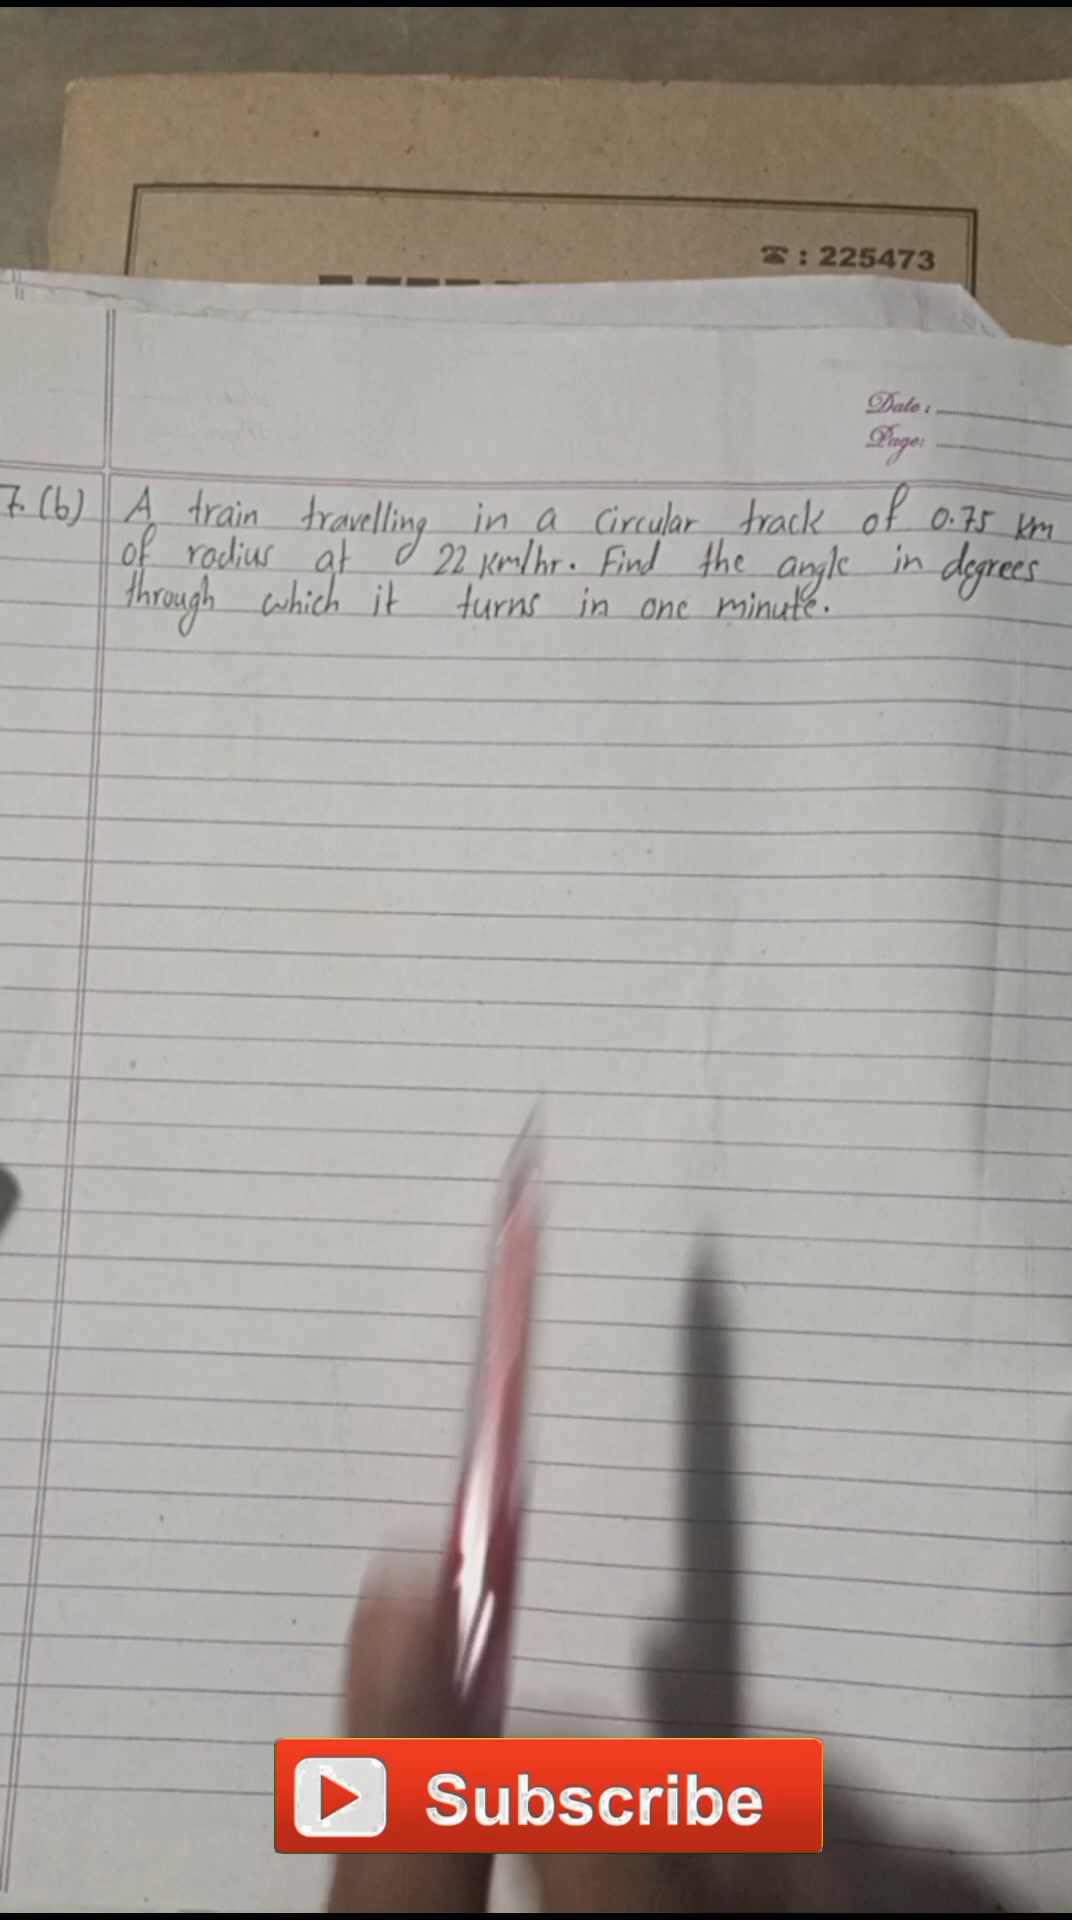 ☎ : 225473
Date:
Page:
7. (b) A train travelling in a circular track of 0.75 km
of radius at 22 km/hr. Find the angle in degrees
through which it turns in one minute.
Subscribe